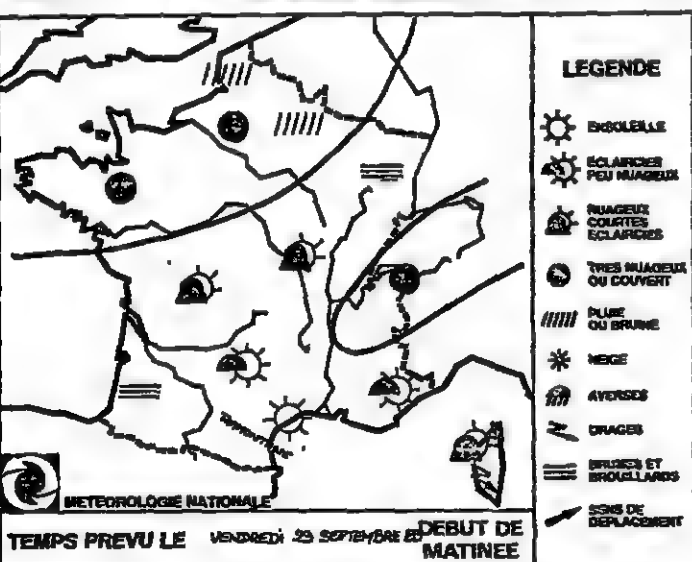 LEGENDE
ENSOLEILLE
ECLAIRCIES
PEU NUAGEUX
NUAGEUX
COURTES
ECLAIRCIES
TRES NUAGEUX
OU COUVERT
PLUIE
OU BRUINE
NEIGE
AVERSES
ORAGES
BRUMES ET
BROUILLARDS
SENS DE
DEPLACEMENT
METEOROLOGIE NATIONALE
TEMPS PREVU LE VENDREDI SEPTEMBRE DEBUT DE
MATINEE